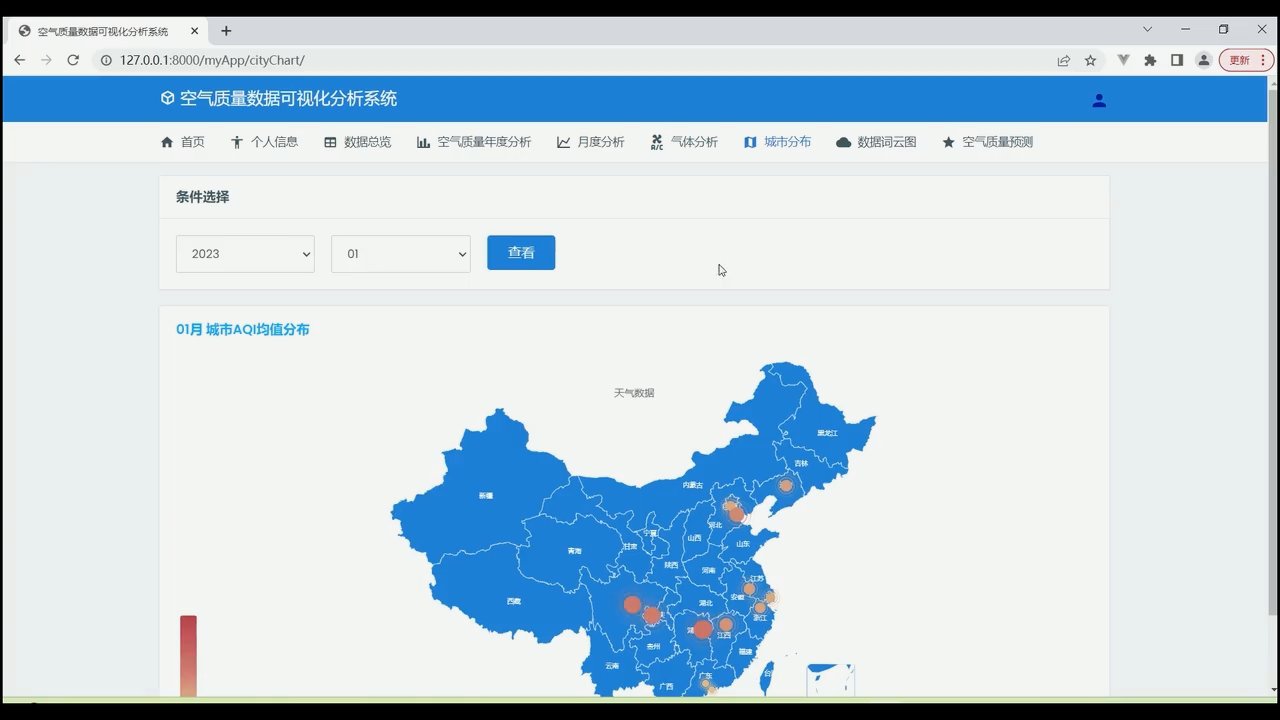 空气质量数据可视化分析系统
127.0.0.1:8000/myApp/cityChart/
更新
空气质量数据可视化分析系统
首页 个人信息 数据总览 空气质量年度分析 月度分析 A/C 气体分析 城市分布 数据词云图 空气质量预测
条件选择
2023 01 查看
01月 城市AQI均值分布
天气数据
黑龙江
吉林
内蒙古
新疆
河北
宁夏
山西
山东
甘肃
青海
陕西
河南
江苏
安徽
西藏
湖北
浙江
江西
贵州
福建
云南
广东
广西